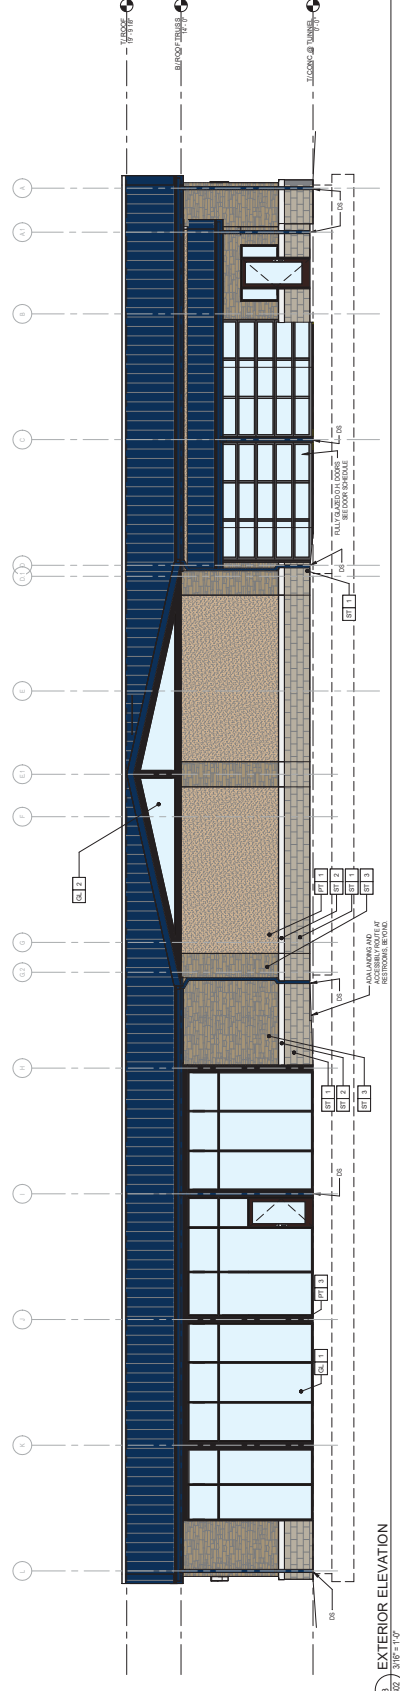 T/ ROOF
19'- 9 1/8"
B/ ROOF TRUSS
14'- 0"
T/ CONC @ TUNNEL
0'- 0"
L
K
J
I
H
G2
G
F
E1
E
D
C
B
A1
A
GL 2
DS
DS
DS
DS
DS
DS
FULLY GLAZED O.H. DOORS
SEE DOOR SCHEDULE
ST 1
PT 1
ST 2
ST 1
ST 3
ADA LANDING AND
ACCESSIBLY ROUTE AT
RESTROOMS, BEYOND.
ST 1
ST 2
ST 3
PT 3
GL 1
DS
EXTERIOR ELEVATION
3/16" = 1'-0"